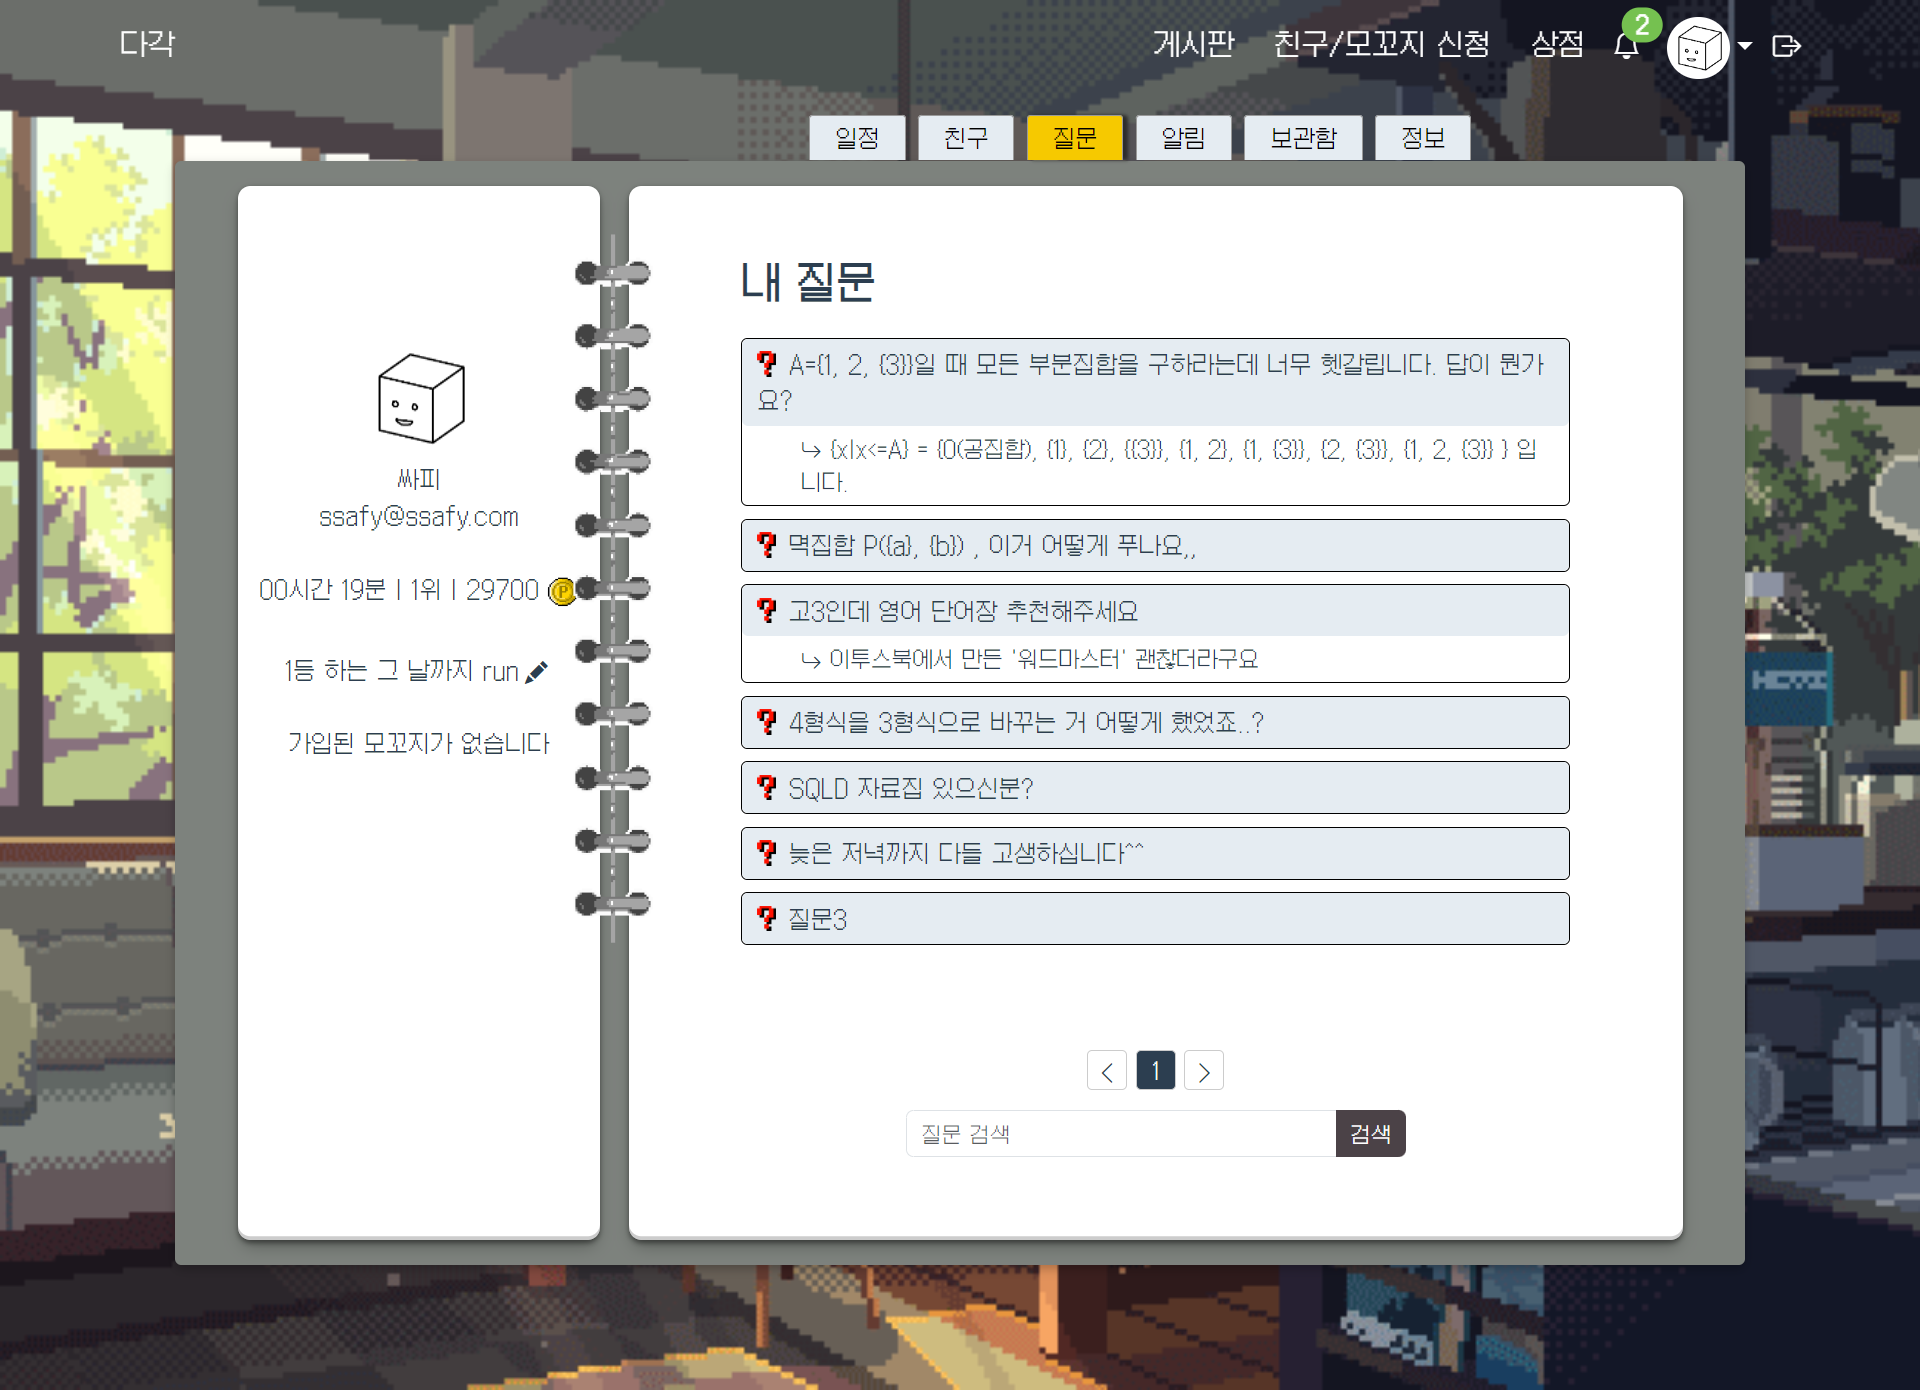 다각
게시판 친구/모꼬지 신청 상점 2
일정 친구 질문 알림 보관함 정보
싸피
ssafy@ssafy.com
00시간 19분 | 1위 | 29700 P
1등 하는 그 날까지 run
가입된 모꼬지가 없습니다
내 질문
? A={1, 2, {3}}일 때 모든 부분집합을 구하라는데 너무 헷갈립니다. 답이 뭔가
요?
↳ {x|x<=A} = {0(공집합), {1}, {2}, {{3}}, {1, 2}, {1, {3}}, {2, {3}}, {1, 2, {3}} } 입
니다.
? 멱집합 P({a}, {b}) , 이거 어떻게 푸나요,,
? 고3인데 영어 단어장 추천해주세요
↳ 이투스북에서 만든 '워드마스터' 괜찮더라구요
? 4형식을 3형식으로 바꾸는 거 어떻게 했었죠..?
? SQLD 자료집 있으신분?
? 늦은 저녁까지 다들 고생하십니다^^
? 질문3
< 1 >
질문 검색 검색